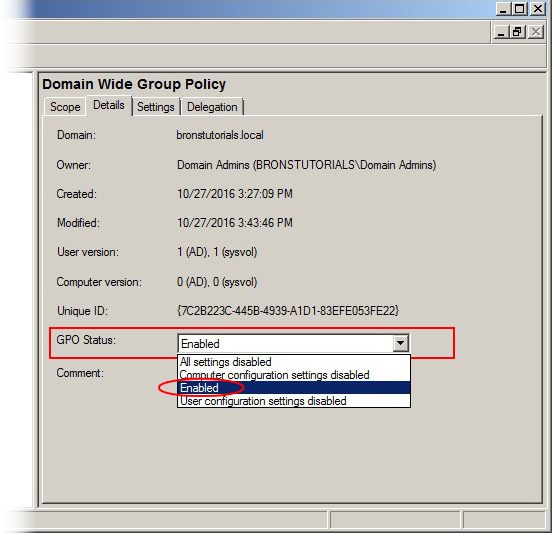 Domain Wide Group Policy
Scope Details Settings Delegation
Domain: bronstutorials.local
Owner: Domain Admins (BRONSTUTORIALS\Domain Admins)
Created: 10/27/2016 3:27:09 PM
Modified: 10/27/2016 3:43:46 PM
User version: 1 (AD), 1 (sysvol)
Computer version: 0 (AD), 0 (sysvol)
Unique ID: {7C2B223C-445B-4939-A1D1-83EFE053FE22}
GPO Status: Enabled
All settings disabled
Computer configuration settings disabled
Comment:
Enabled
User configuration settings disabled